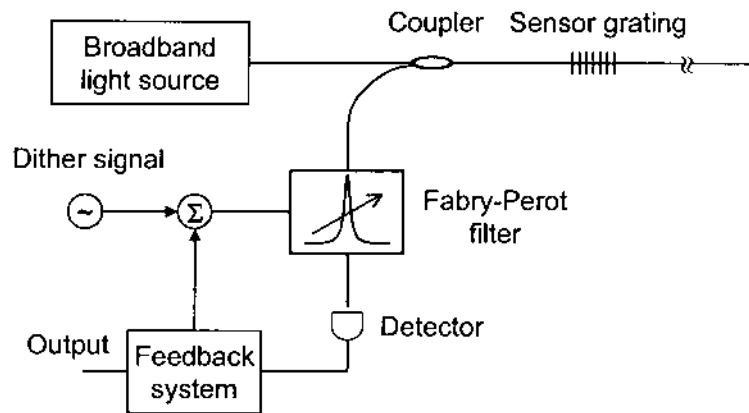 Coupler
Sensor grating
Broadband
light source
Dither signal
~
Σ
Fabry-Perot
filter
Detector
Output
Feedback
system